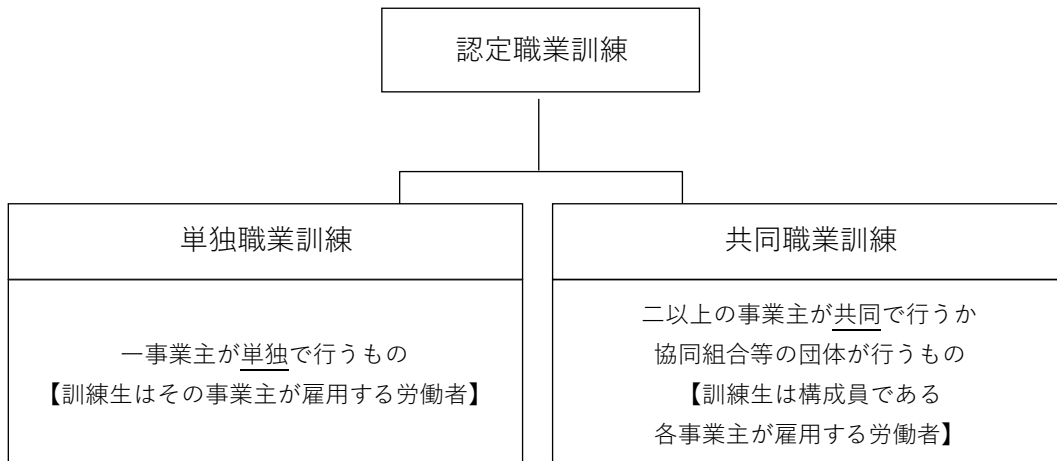 認定職業訓練
単独職業訓練
一事業主が単独で行うもの
【訓練生はその事業主が雇用する労働者】
共同職業訓練
二以上の事業主が共同で行うか
協同組合等の団体が行うもの
【訓練生は構成員である
各事業主が雇用する労働者】